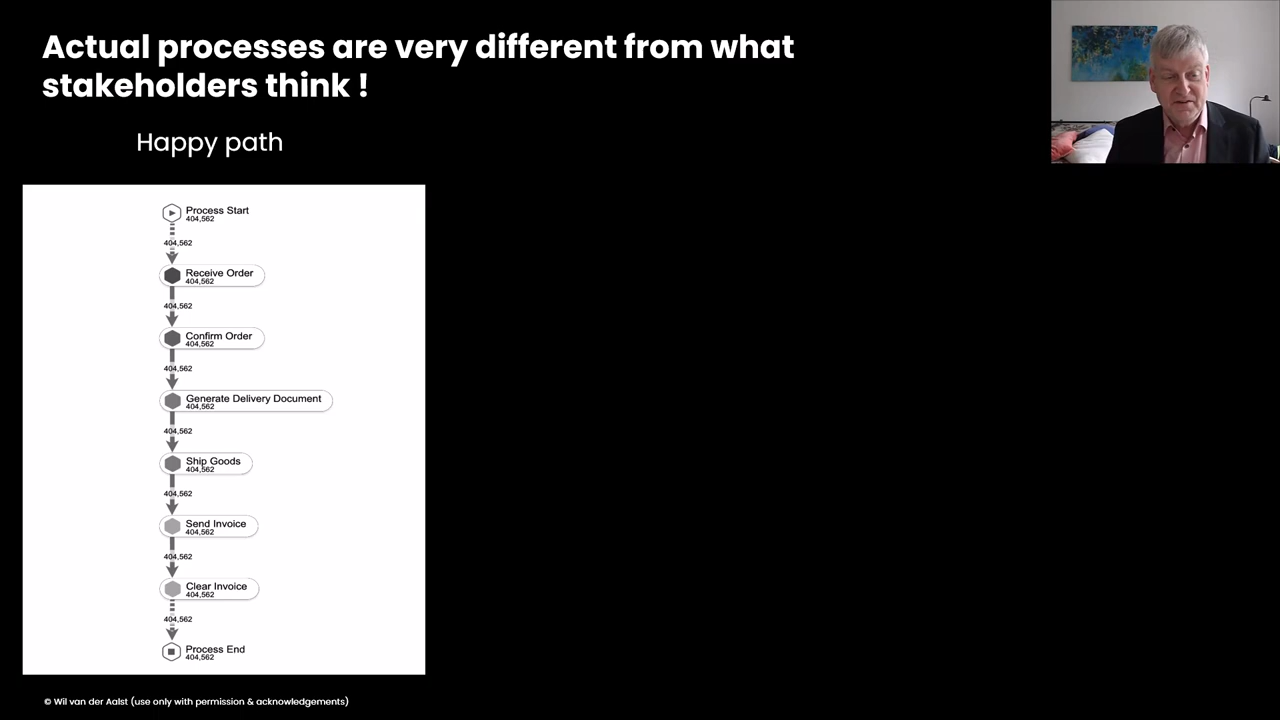 Actual processes are very different from what
stakeholders think !
Happy path
Process Start
404,562
404,562
Receive Order
404,562
404,562
Confirm Order
404,562
404,562
Generate Delivery Document
404,562
404,562
Ship Goods
404,562
404,562
Send Invoice
404,562
404,562
Clear Invoice
404,562
404,562
Process End
404,562
© Wil van der Aalst (use only with permission & acknowledgements)